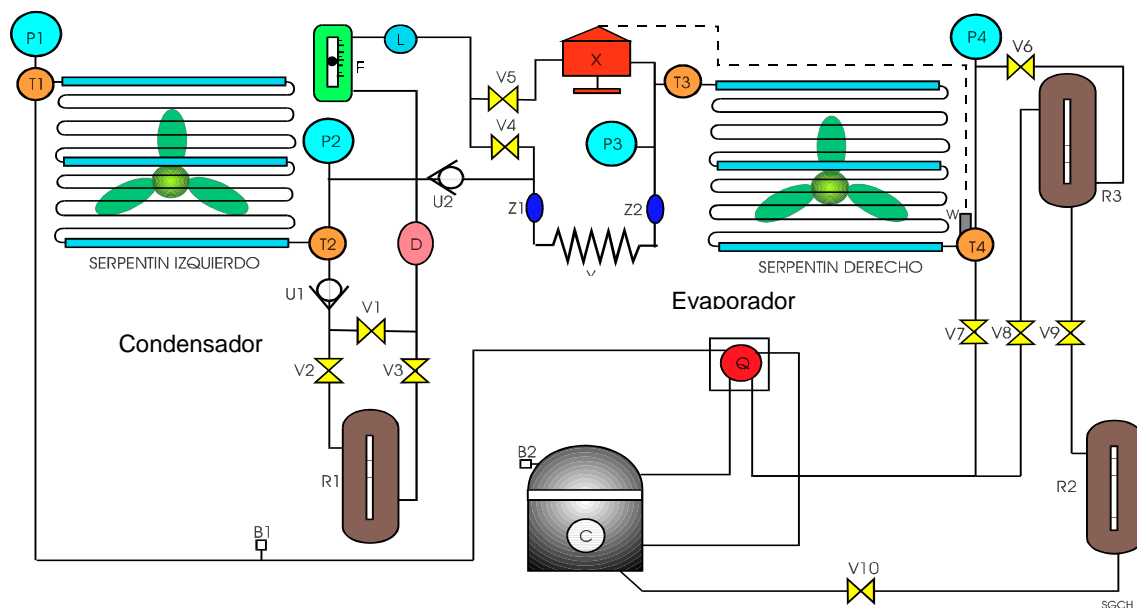 P1
P4
V6
L
X
F
T1
V5
T3
P2
V4
P3
R3
U2
Z1
Z2
W
T2
D
T4
SERPENTIN IZQUIERDO
SERPENTIN DERECHO
U1
V1
Evaporador
Condensador
V7
V8
V9
V2
V3
Q
B2
R1
R2
C
B1
V10
SGCH